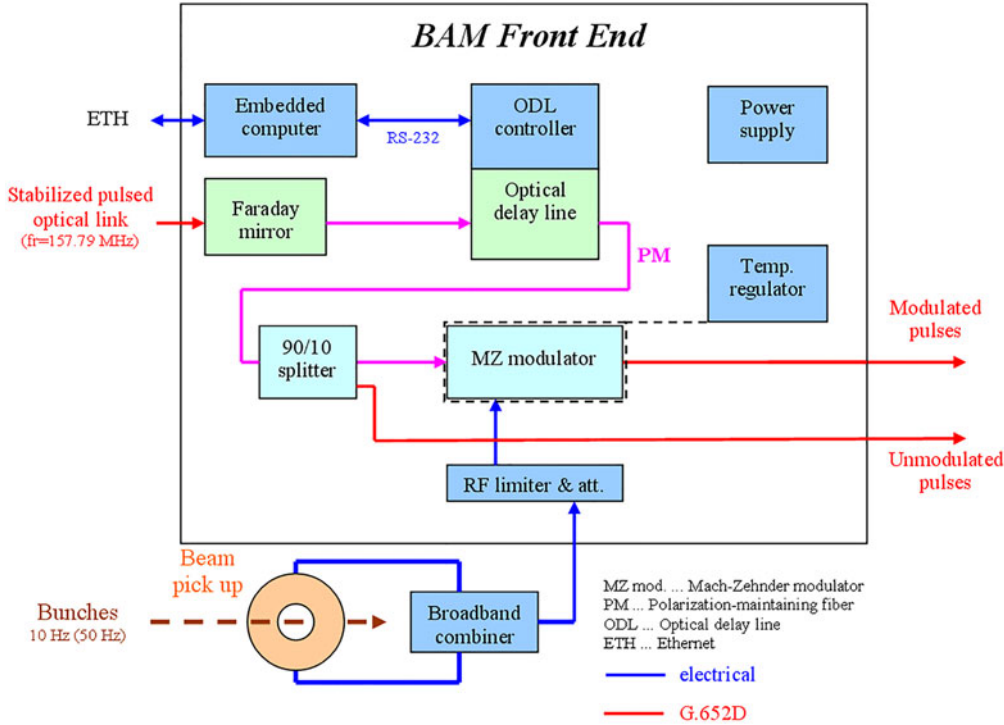 BAM Front End
ETH
Embedded
computer
RS-232
ODL
controller
Power
supply
Stabilized pulsed
optical link
(fr=157.79 MHz)
Faraday
mirror
Optical
delay line
PM
Temp.
regulator
90/10
splitter
MZ modulator
Modulated
pulses
Unmodulated
pulses
RF limiter & att.
Beam
pick up
Bunches
10 Hz (50 Hz)
Broadband
combiner
MZ mod. ... Mach-Zehnder modulator
PM ... Polarization-maintaining fiber
ODL ... Optical delay line
ETH ... Ethernet
electrical
G.652D